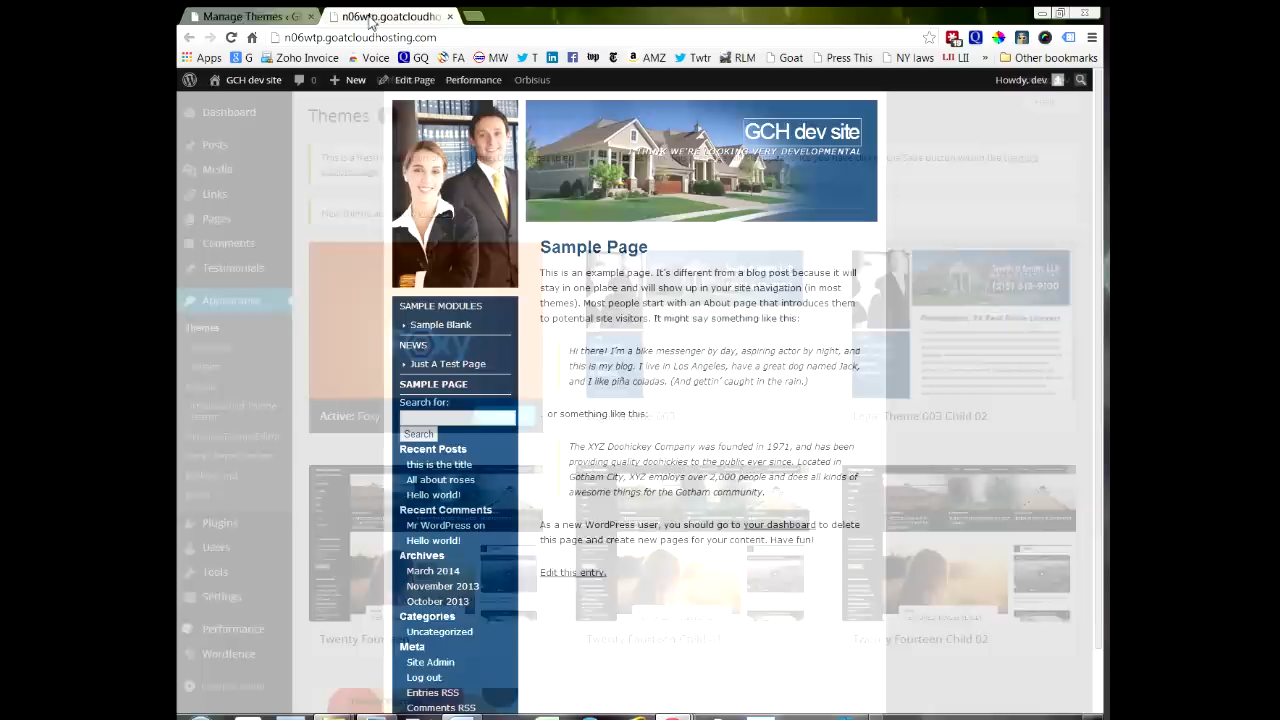 Manage Themes ‹ G
n06wtp.goatcloudho
n06wtp.goatcloudhosting.com
Apps G Zoho Invoice Voice GQ FA MW T AMZ Twtr RLM Goat Press This NY laws LII » Other bookmarks
GCH dev site 0 New Edit Page Performance Orbisius Howdy, dev
Dashboard
Posts
Media
Links
Pages
Comments
Testimonials
Appearance
Themes
Plugins
Users
Tools
Settings
Performance
Wordfence
Themes
GCH dev site
I THINK WE'RE LOOKING VERY DEVELOPMENTAL
Sample Page
This is an example page. It's different from a blog post because it will
stay in one place and will show up in your site navigation (in most
themes). Most people start with an About page that introduces them
to potential site visitors. It might say something like this:
Hi there! I'm a bike messenger by day, aspiring actor by night, and
this is my blog. I live in Los Angeles, have a great dog named Jack,
and I like piña coladas. (And gettin' caught in the rain.)
or something like this:
The XYZ Doohickey Company was founded in 1971, and has been
providing quality doohickies to the public ever since. Located in
Gotham City, XYZ employs over 2,000 people and does all kinds of
awesome things for the Gotham community.
As a new WordPress user, you should go to your dashboard to delete
this page and create new pages for your content. Have fun!
Edit this entry.
SAMPLE MODULES
Sample Blank
NEWS
Just A Test Page
SAMPLE PAGE
Search for:
Search
Recent Posts
this is the title
All about roses
Hello world!
Recent Comments
Mr WordPress on
Hello world!
Archives
March 2014
November 2013
October 2013
Categories
Uncategorized
Meta
Site Admin
Log out
Entries RSS
Comments RSS
Active: Foxy
Theme 003 Child 02
(215) 518-9100
Twenty Fourteen
Twenty Fourteen Child
Twenty Fourteen Child 02